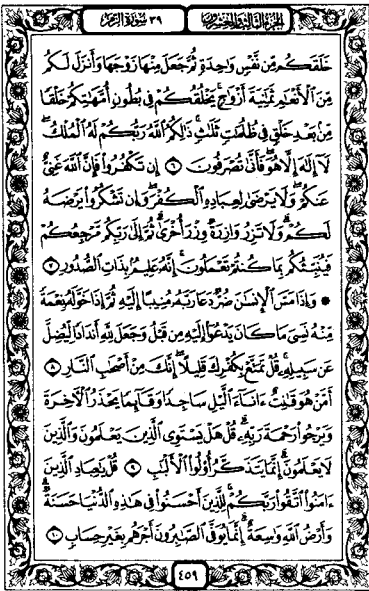 الجزء الثالث والعشرون ٣٩ سورة الزمر
خَلَقَكُم مِّن نَّفْسٍ وَٰحِدَةٍ ثُمَّ جَعَلَ مِنْهَا زَوْجَهَا وَأَنزَلَ لَكُم
مِّنَ ٱلْأَنْعَٰمِ ثَمَٰنِيَةَ أَزْوَٰجٍ ۚ يَخْلُقُكُمْ فِى بُطُونِ أُمَّهَٰتِكُمْ خَلْقًا
مِّنۢ بَعْدِ خَلْقٍ فِى ظُلُمَٰتٍ ثَلَٰثٍ ۚ ذَٰلِكُمُ ٱللَّهُ رَبُّكُمْ لَهُ ٱلْمُلْكُ ۖ
لَآ إِلَٰهَ إِلَّا هُوَ ۖ فَأَنَّىٰ تُصْرَفُونَ ٦ إِن تَكْفُرُوا۟ فَإِنَّ ٱللَّهَ غَنِىٌّ
عَنكُمْ ۖ وَلَا يَرْضَىٰ لِعِبَادِهِ ٱلْكُفْرَ ۖ وَإِن تَشْكُرُوا۟ يَرْضَهُ
لَكُمْ ۗ وَلَا تَزِرُ وَازِرَةٌ وِزْرَ أُخْرَىٰ ۗ ثُمَّ إِلَىٰ رَبِّكُم مَّرْجِعُكُمْ
فَيُنَبِّئُكُم بِمَا كُنتُمْ تَعْمَلُونَ ۚ إِنَّهُۥ عَلِيمٌۢ بِذَاتِ ٱلصُّدُورِ ٧
۞ وَإِذَا مَسَّ ٱلْإِنسَٰنَ ضُرٌّ دَعَا رَبَّهُۥ مُنِيبًا إِلَيْهِ ثُمَّ إِذَا خَوَّلَهُۥ نِعْمَةً
مِّنْهُ نَسِىَ مَا كَانَ يَدْعُوٓا۟ إِلَيْهِ مِن قَبْلُ وَجَعَلَ لِلَّهِ أَندَادًا لِّيُضِلَّ
عَن سَبِيلِهِۦ ۚ قُلْ تَمَتَّعْ بِكُفْرِكَ قَلِيلًا ۖ إِنَّكَ مِنْ أَصْحَٰبِ ٱلنَّارِ ٨
أَمَّنْ هُوَ قَٰنِتٌ ءَانَآءَ ٱلَّيْلِ سَاجِدًا وَقَآئِمًا يَحْذَرُ ٱلْءَاخِرَةَ
وَيَرْجُوا۟ رَحْمَةَ رَبِّهِۦ ۗ قُلْ هَلْ يَسْتَوِى ٱلَّذِينَ يَعْلَمُونَ وَٱلَّذِينَ
لَا يَعْلَمُونَ ۗ إِنَّمَا يَتَذَكَّرُ أُو۟لُوا۟ ٱلْأَلْبَٰبِ ٩ قُلْ يَٰعِبَادِ ٱلَّذِينَ
ءَامَنُوا۟ ٱتَّقُوا۟ رَبَّكُمْ ۚ لِلَّذِينَ أَحْسَنُوا۟ فِى هَٰذِهِ ٱلدُّنْيَا حَسَنَةٌ ۗ
وَأَرْضُ ٱللَّهِ وَٰسِعَةٌ ۗ إِنَّمَا يُوَفَّى ٱلصَّٰبِرُونَ أَجْرَهُم بِغَيْرِ حِسَابٍ ١٠
٤٥٩